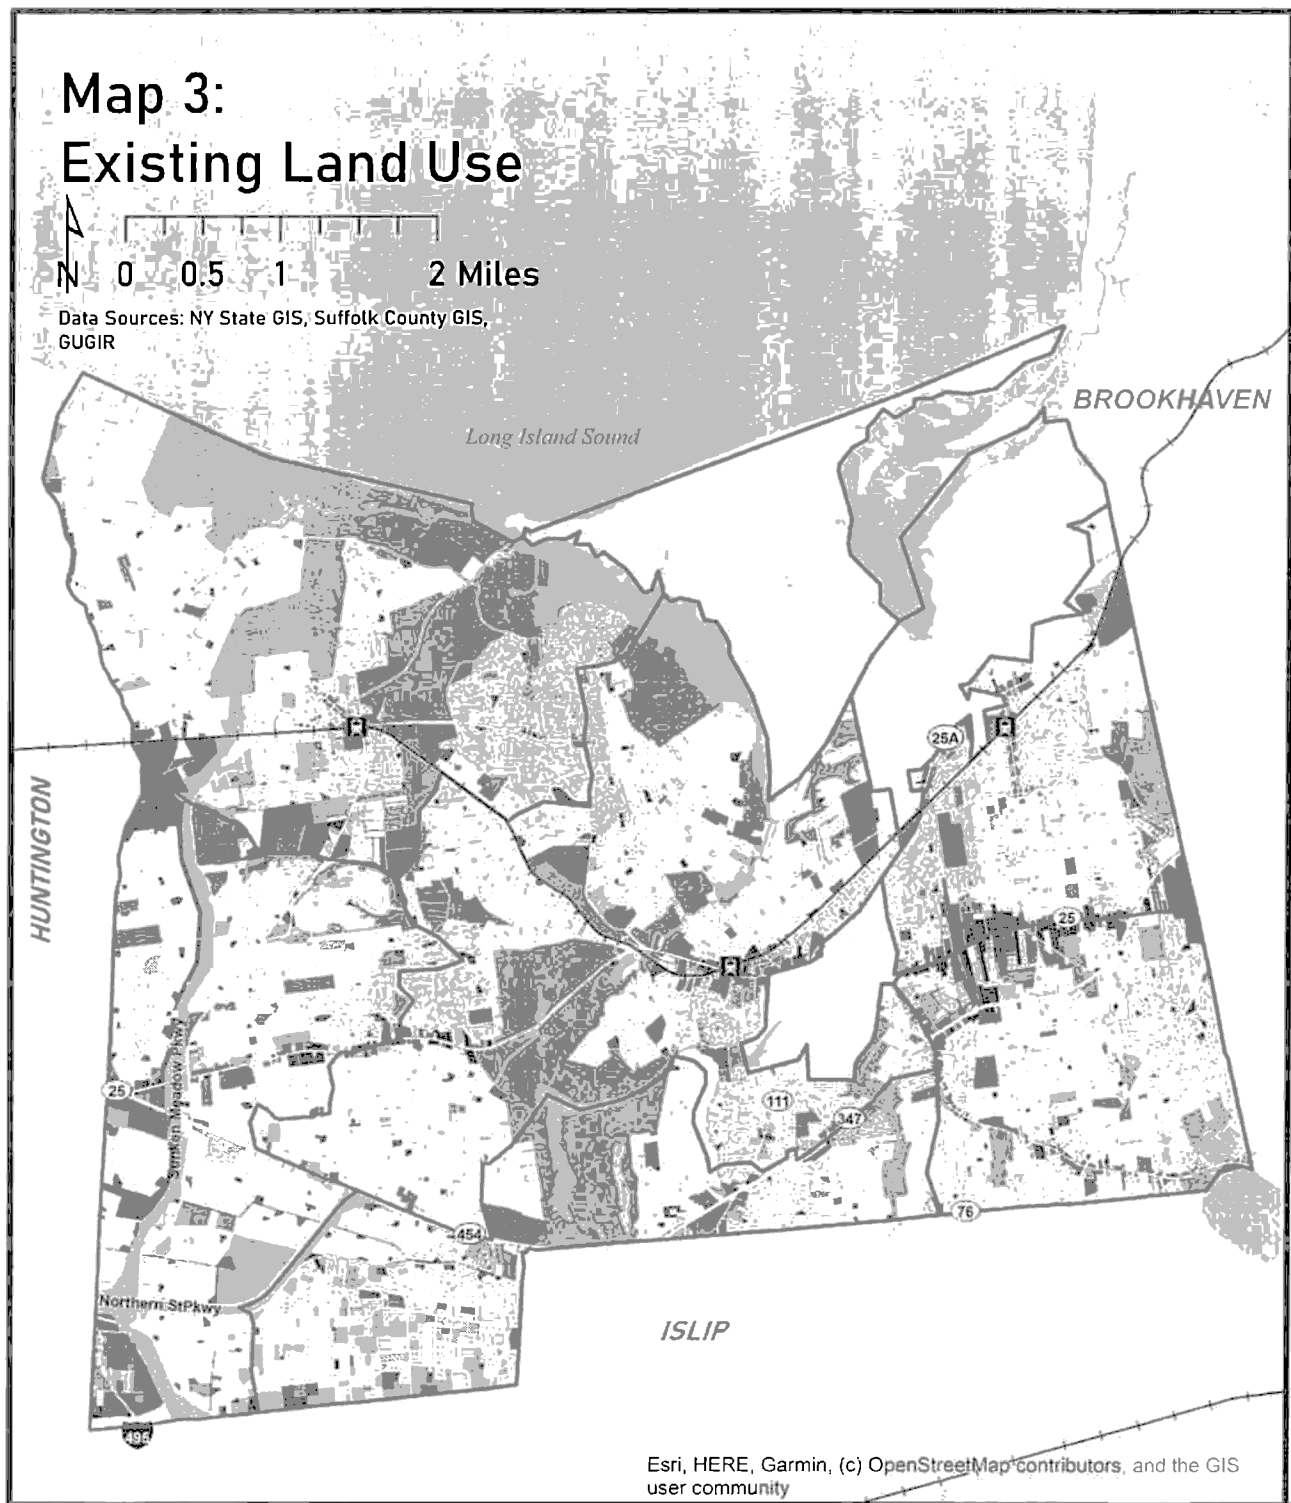 Map 3:
Existing Land Use
N 0 0.5 1 2 Miles
Data Sources: NY State GIS, Suffolk County GIS,
GUGIR
BROOKHAVEN
Long Island Sound
25A
HUNTINGTON
25
Sunken Meadow Pkwy
25
111
347
76
454
Northern StPkwy
ISLIP
495
Esri, HERE, Garmin, (c) OpenStreetMap contributors, and the GIS
user community